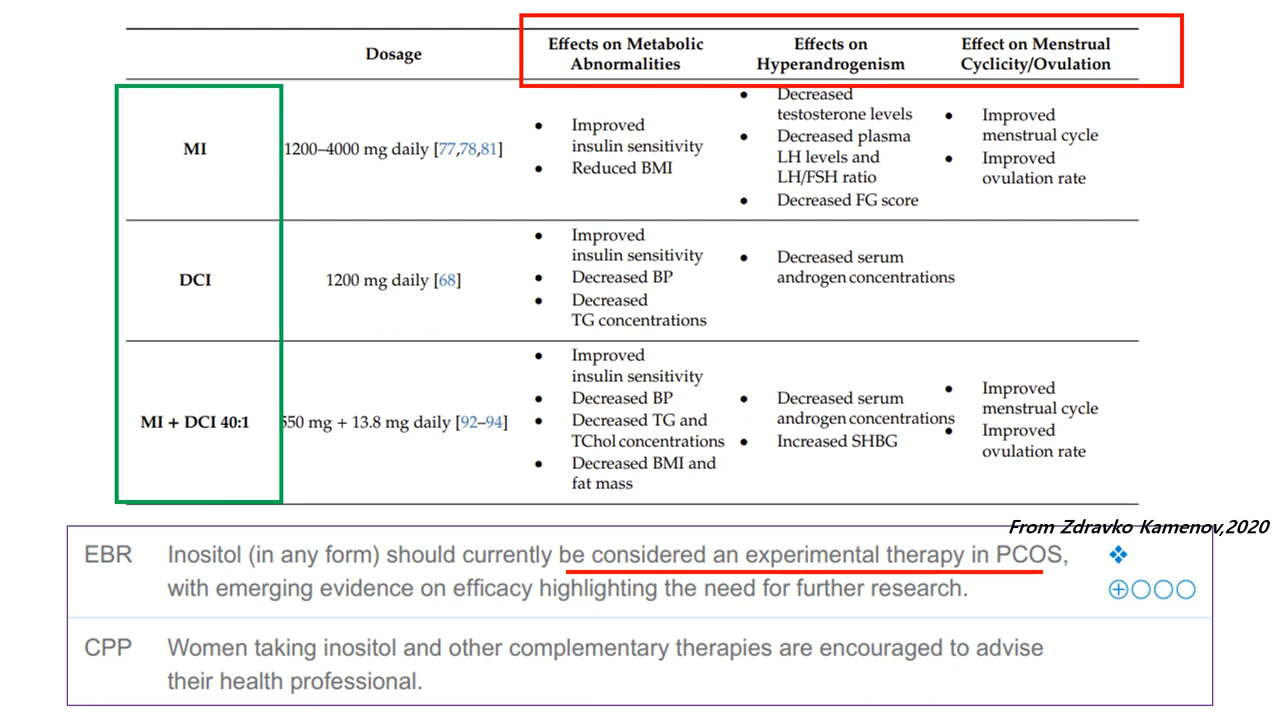 Dosage
Effects on Metabolic
Abnormalities
Effects on
Hyperandrogenism
Effect on Menstrual
Cyclicity/Ovulation
MI
1200–4000 mg daily [77,78,81]
• Improved
insulin sensitivity
• Reduced BMI
• Decreased
testosterone levels
• Decreased plasma
LH levels and
LH/FSH ratio
• Decreased FG score
• Improved
menstrual cycle
• Improved
ovulation rate
DCI
1200 mg daily [68]
• Improved
insulin sensitivity
• Decreased BP
• Decreased
TG concentrations
• Decreased serum
androgen concentrations
MI + DCI 40:1
550 mg + 13.8 mg daily [92–94]
• Improved
insulin sensitivity
• Decreased BP
• Decreased TG and
TChol concentrations
• Decreased BMI and
fat mass
• Decreased serum
androgen concentrations
• Increased SHBG
• Improved
menstrual cycle
• Improved
ovulation rate
From Zdravko Kamenov,2020
EBR Inositol (in any form) should currently be considered an experimental therapy in PCOS,
with emerging evidence on efficacy highlighting the need for further research.
CPP Women taking inositol and other complementary therapies are encouraged to advise
their health professional.